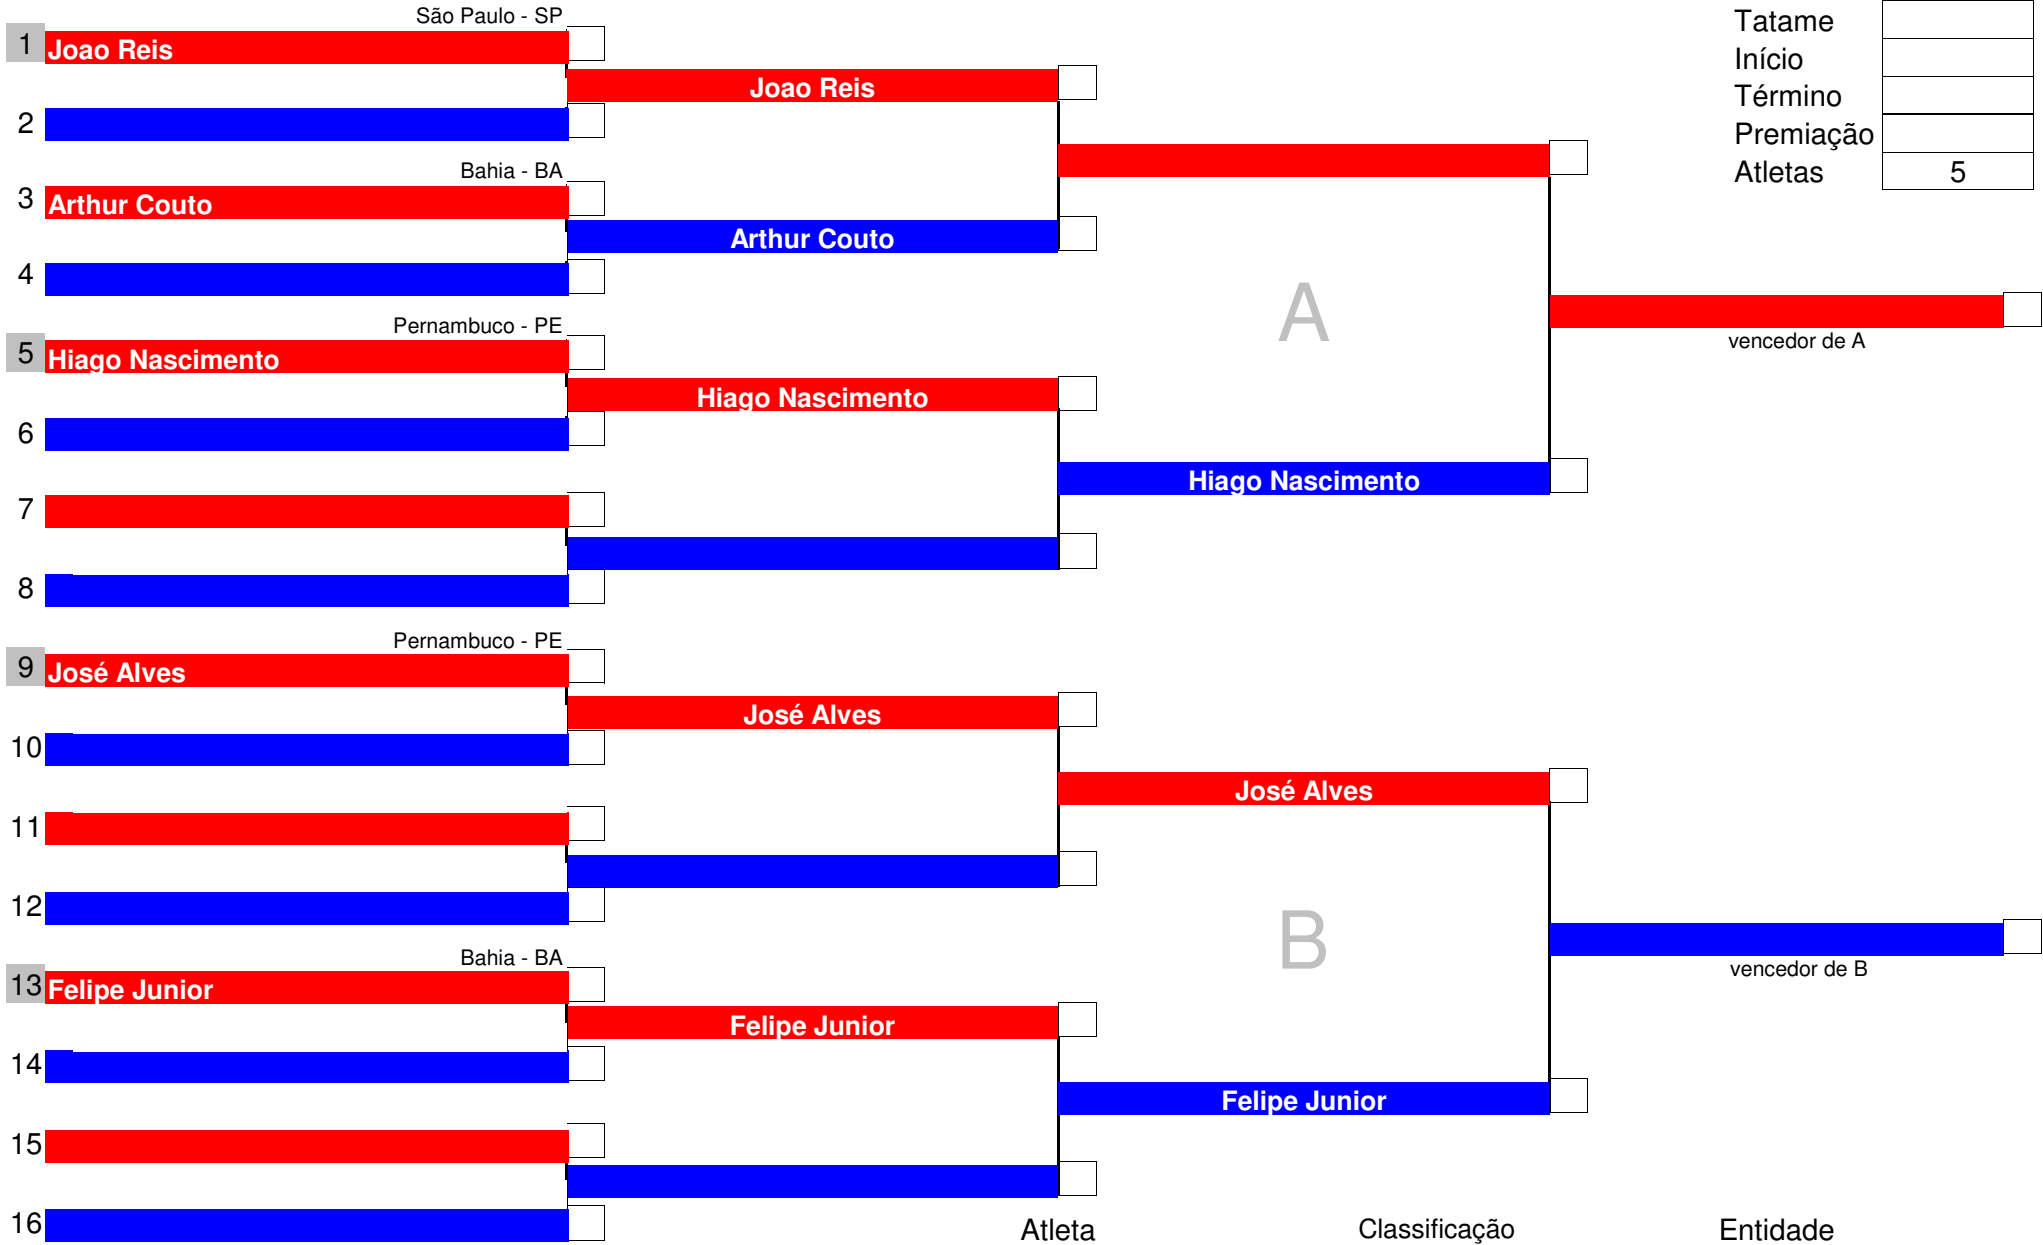 São Paulo - SP
1 Joao Reis
Joao Reis
2
Bahia - BA
3 Arthur Couto
Arthur Couto
4
Pernambuco - PE
5 Hiago Nascimento
Hiago Nascimento
6
Hiago Nascimento
7
8
Pernambuco - PE
9 José Alves
José Alves
10
José Alves
11
12
Bahia - BA
13 Felipe Junior
Felipe Junior
14
Felipe Junior
15
16
A
vencedor de A
B
vencedor de B
Tatame
Início
Término
Premiação
Atletas 5
Atleta Classificação Entidade